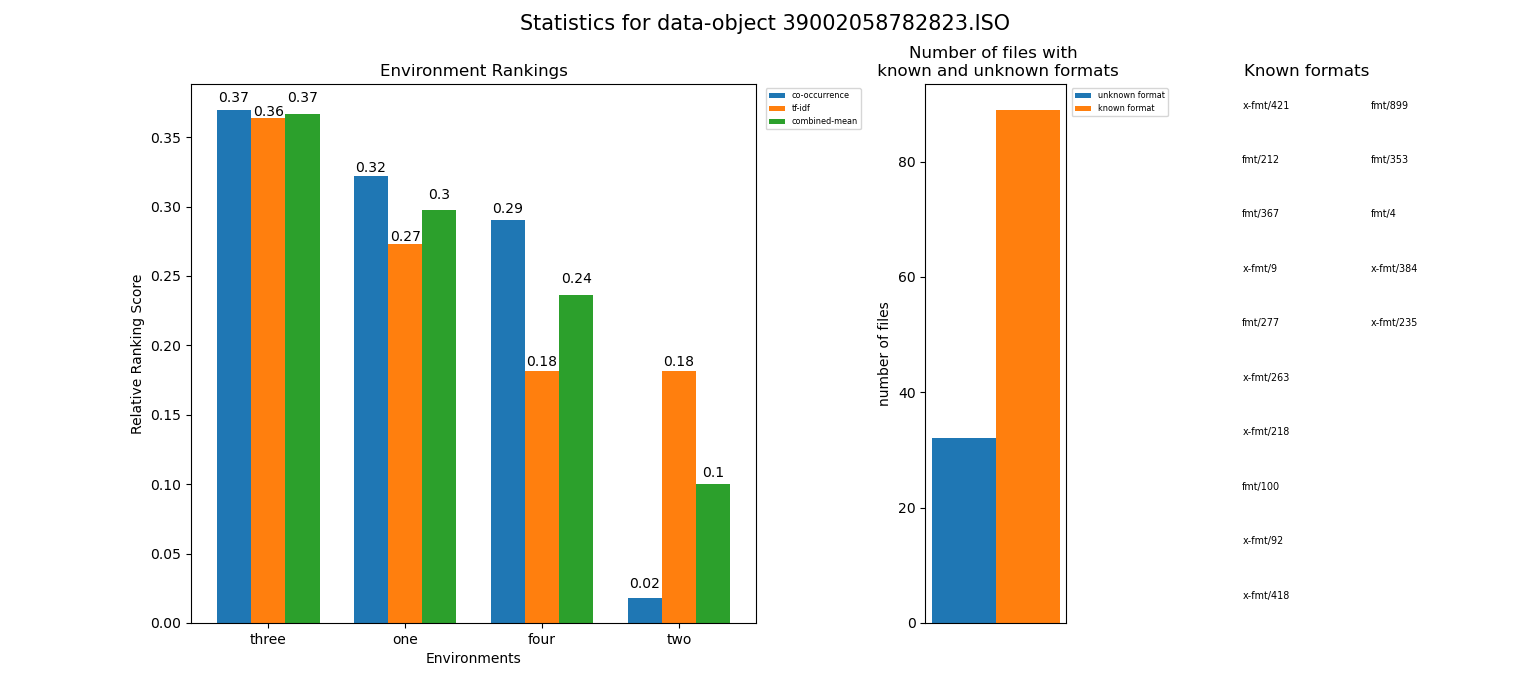 Statistics for data-object 39002058782823.ISO
Environment Rankings
0.37
0.36
0.37
0.32
0.27
0.3
0.29
0.18
0.24
0.02
0.18
0.1
Relative Ranking Score
0.35
0.30
0.25
0.20
0.15
0.10
0.05
0.00
three one four two
Environments
co-occurrence
tf-idf
combined-mean
Number of files with
known and unknown formats
number of files
80
60
40
20
0
unknown format
known format
Known formats
x-fmt/421 fmt/899
fmt/212 fmt/353
fmt/367 fmt/4
x-fmt/9 x-fmt/384
fmt/277 x-fmt/235
x-fmt/263
x-fmt/218
fmt/100
x-fmt/92
x-fmt/418